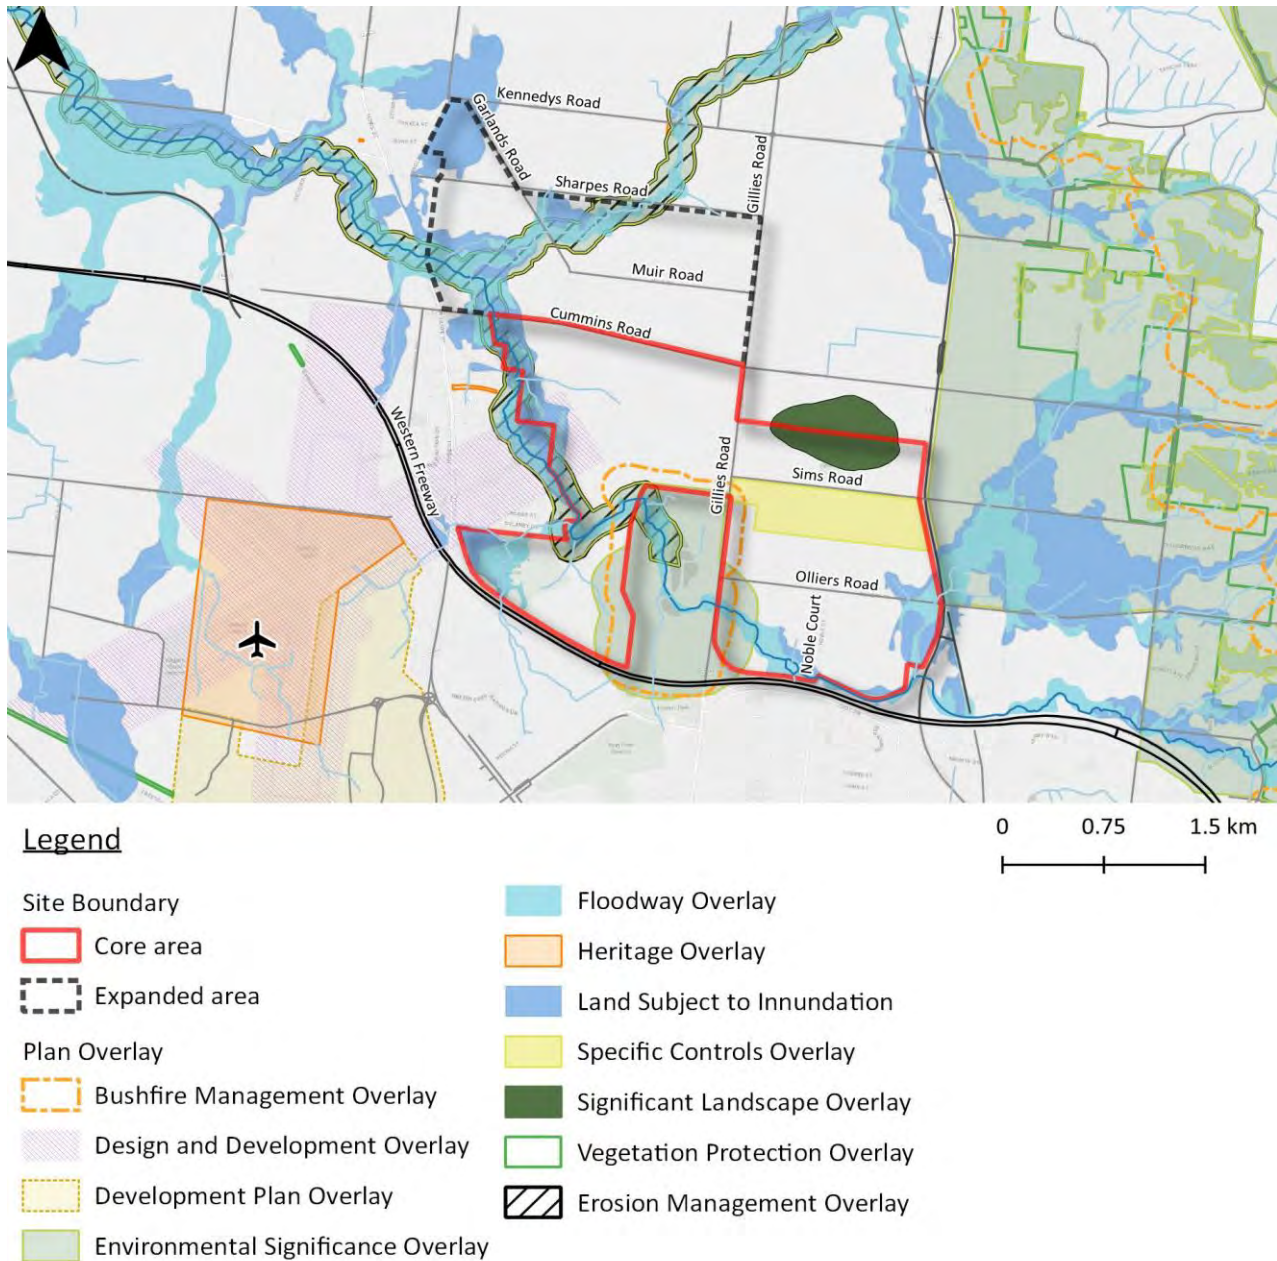 Kennedys Road
Garlands Road
Sharpes Road
Gillies Road
Muir Road
Cummins Road
Western Freeway
Gillies Road
Sims Road
Olliers Road
Noble Court
Legend
0 0.75 1.5 km
Site Boundary
Core area
Expanded area
Plan Overlay
Bushfire Management Overlay
Design and Development Overlay
Development Plan Overlay
Environmental Significance Overlay
Floodway Overlay
Heritage Overlay
Land Subject to Innundation
Specific Controls Overlay
Significant Landscape Overlay
Vegetation Protection Overlay
Erosion Management Overlay